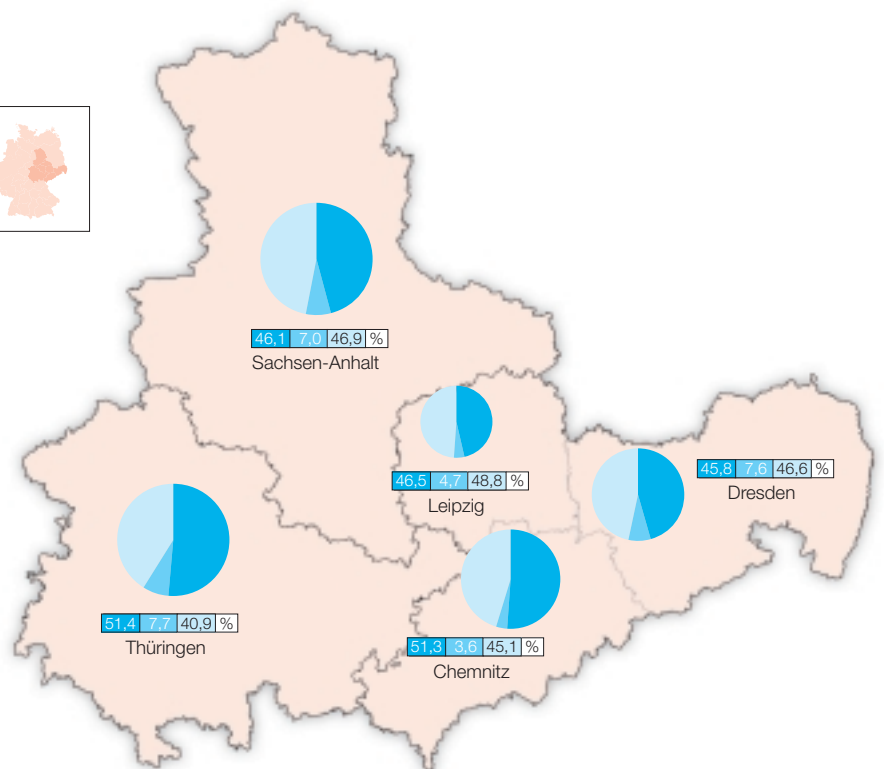 46,1 7,0 46,9 %
Sachsen-Anhalt
46,5 4,7 48,8 %
Leipzig
45,8 7,6 46,6 %
Dresden
51,4 7,7 40,9 %
Thüringen
51,3 3,6 45,1 %
Chemnitz